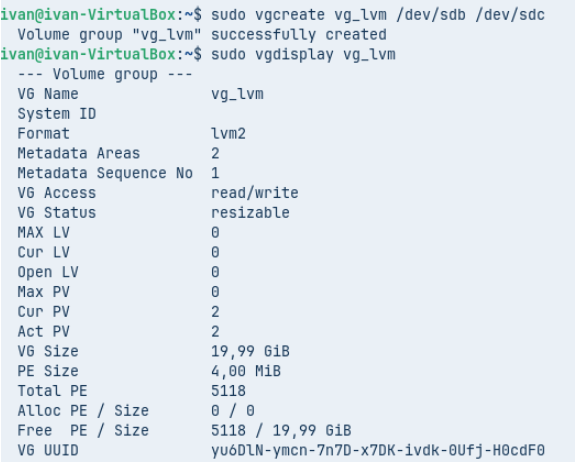 ivan@ivan-VirtualBox:~$ sudo vgcreate vg_lvm /dev/sdb /dev/sdc
  Volume group "vg_lvm" successfully created
ivan@ivan-VirtualBox:~$ sudo vgdisplay vg_lvm
  --- Volume group ---
  VG Name               vg_lvm
  System ID
  Format                lvm2
  Metadata Areas        2
  Metadata Sequence No  1
  VG Access             read/write
  VG Status             resizable
  MAX LV                0
  Cur LV                0
  Open LV               0
  Max PV                0
  Cur PV                2
  Act PV                2
  VG Size               19,99 GiB
  PE Size               4,00 MiB
  Total PE              5118
  Alloc PE / Size       0 / 0
  Free  PE / Size       5118 / 19,99 GiB
  VG UUID               yu6DlN-ymcn-7n7D-x7DK-ivdk-0Ufj-H0cdF0